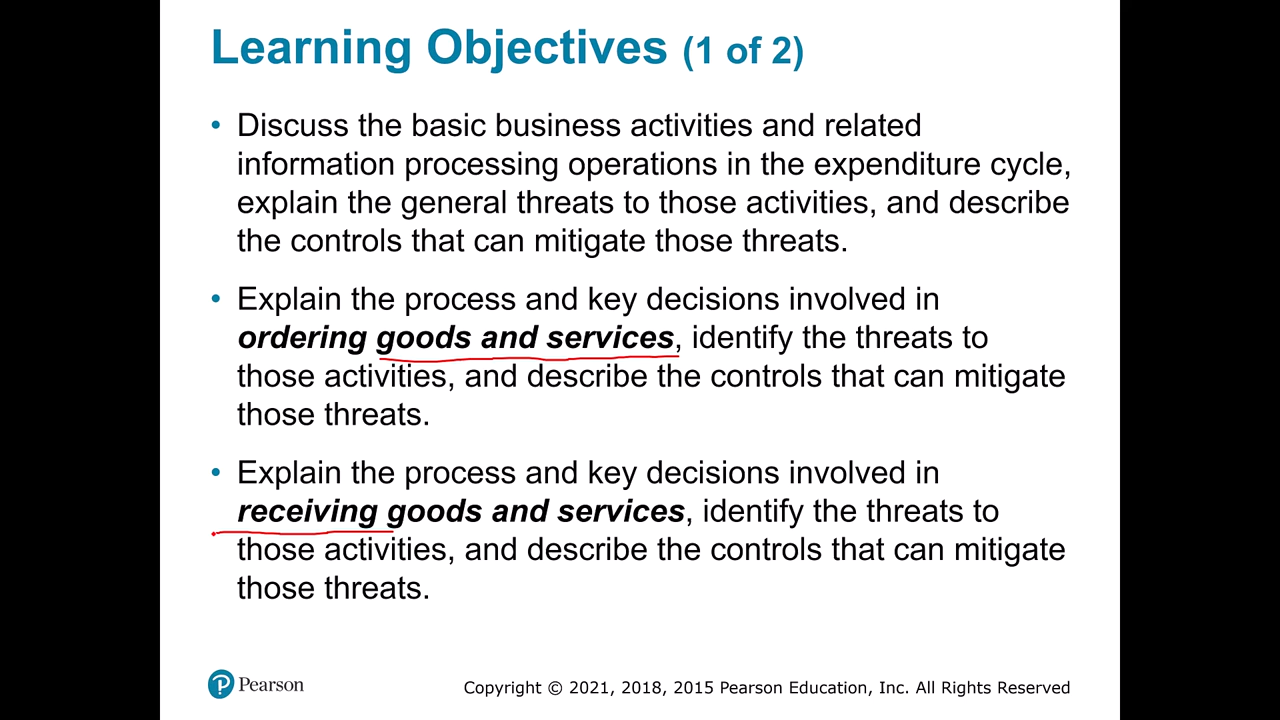 Learning Objectives (1 of 2)
• Discuss the basic business activities and related
information processing operations in the expenditure cycle,
explain the general threats to those activities, and describe
the controls that can mitigate those threats.
• Explain the process and key decisions involved in
ordering goods and services, identify the threats to
those activities, and describe the controls that can mitigate
those threats.
• Explain the process and key decisions involved in
receiving goods and services, identify the threats to
those activities, and describe the controls that can mitigate
those threats.
P Pearson
Copyright © 2021, 2018, 2015 Pearson Education, Inc. All Rights Reserved